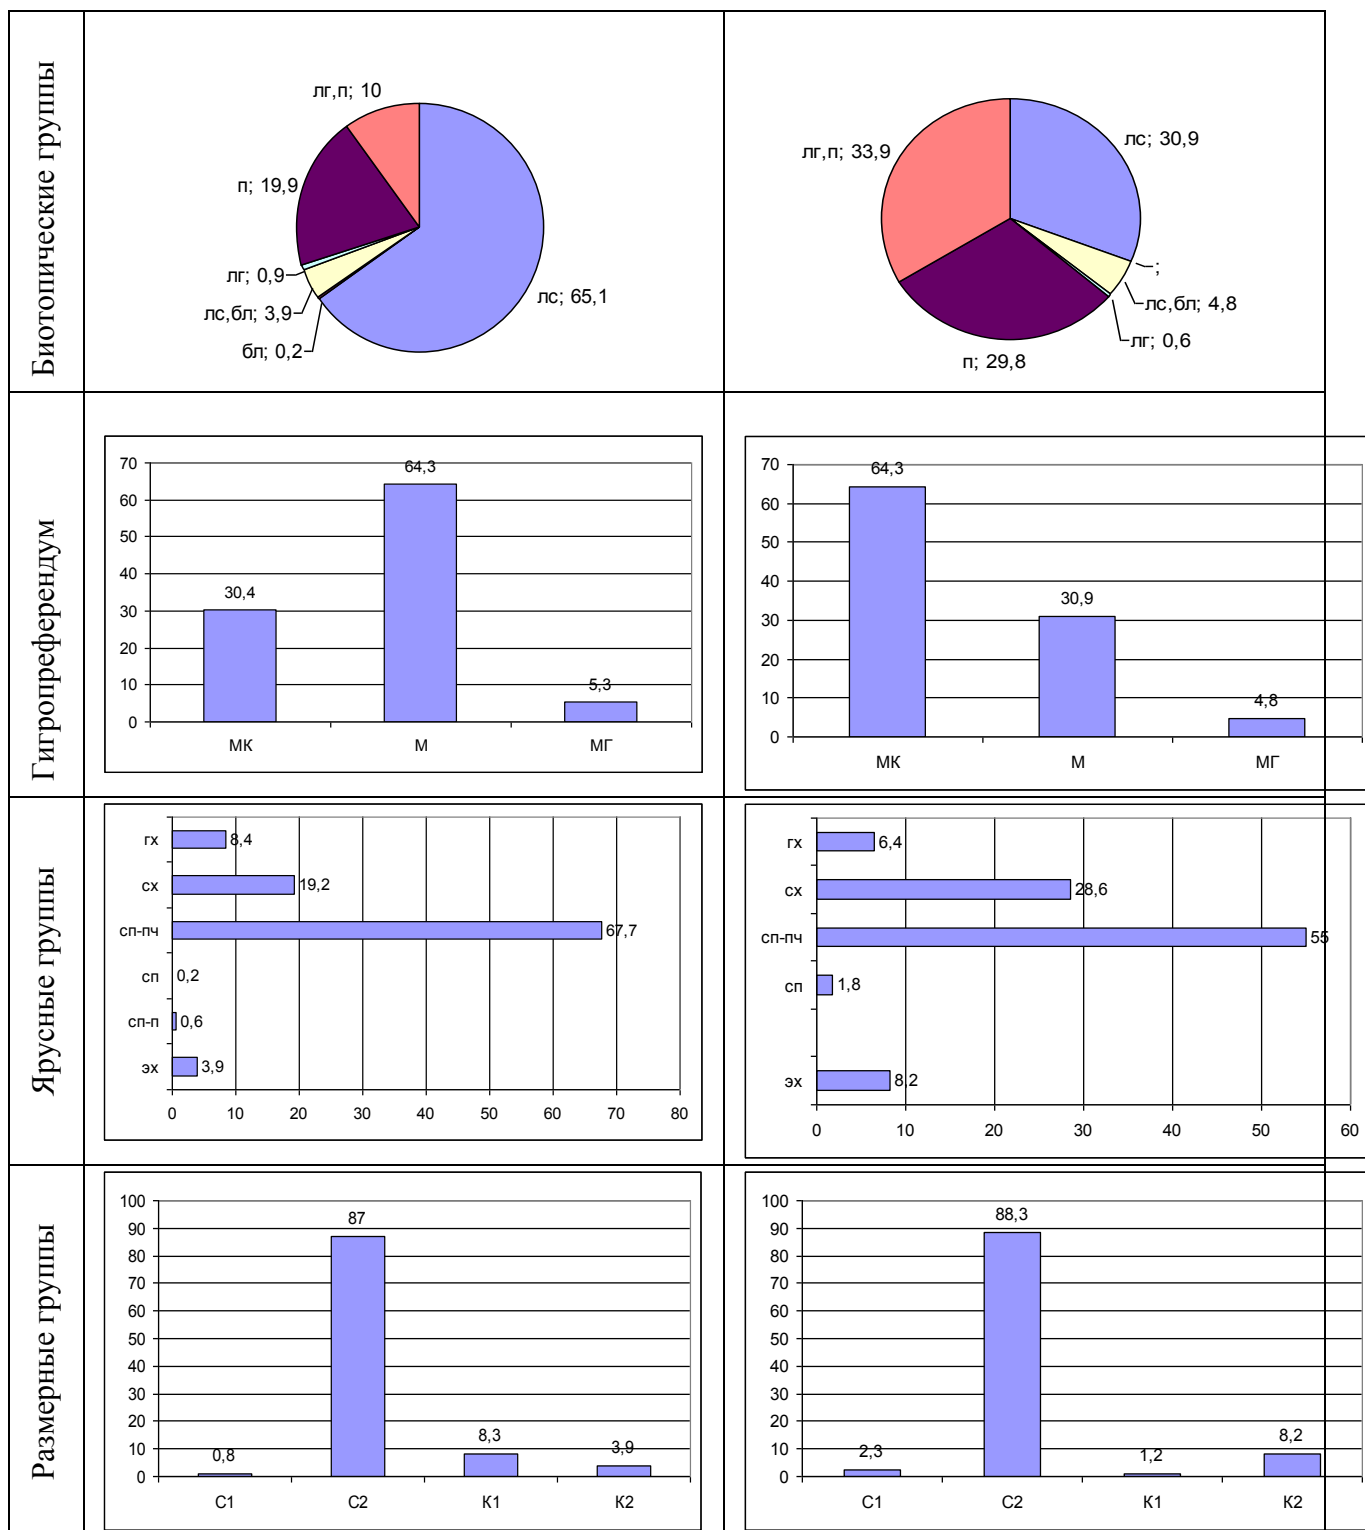 Биотопические группы
лг,п; 10
п; 19,9
лг; 0,9
лс,бл; 3,9
бл; 0,2
лс; 65,1
лг,п; 33,9
лс; 30,9
;
лс,бл; 4,8
лг; 0,6
п; 29,8
Гигропреферендум
70
60
50
40
30
20
10
0
30,4
64,3
5,3
МК
М
МГ
70
60
50
40
30
20
10
0
64,3
30,9
4,8
МК
М
МГ
Ярусные группы
гх
8,4
сх
19,2
сп-пч
67,7
сп
0,2
сп-п
0,6
эх
3,9
0 10 20 30 40 50 60 70 80
гх
6,4
сх
28,6
сп-пч
55
сп
1,8
эх
8,2
0 10 20 30 40 50 60
Размерные группы
100
90
80
70
60
50
40
30
20
10
0
0,8
87
8,3
3,9
С1
С2
К1
К2
100
90
80
70
60
50
40
30
20
10
0
2,3
88,3
1,2
8,2
С1
С2
К1
К2